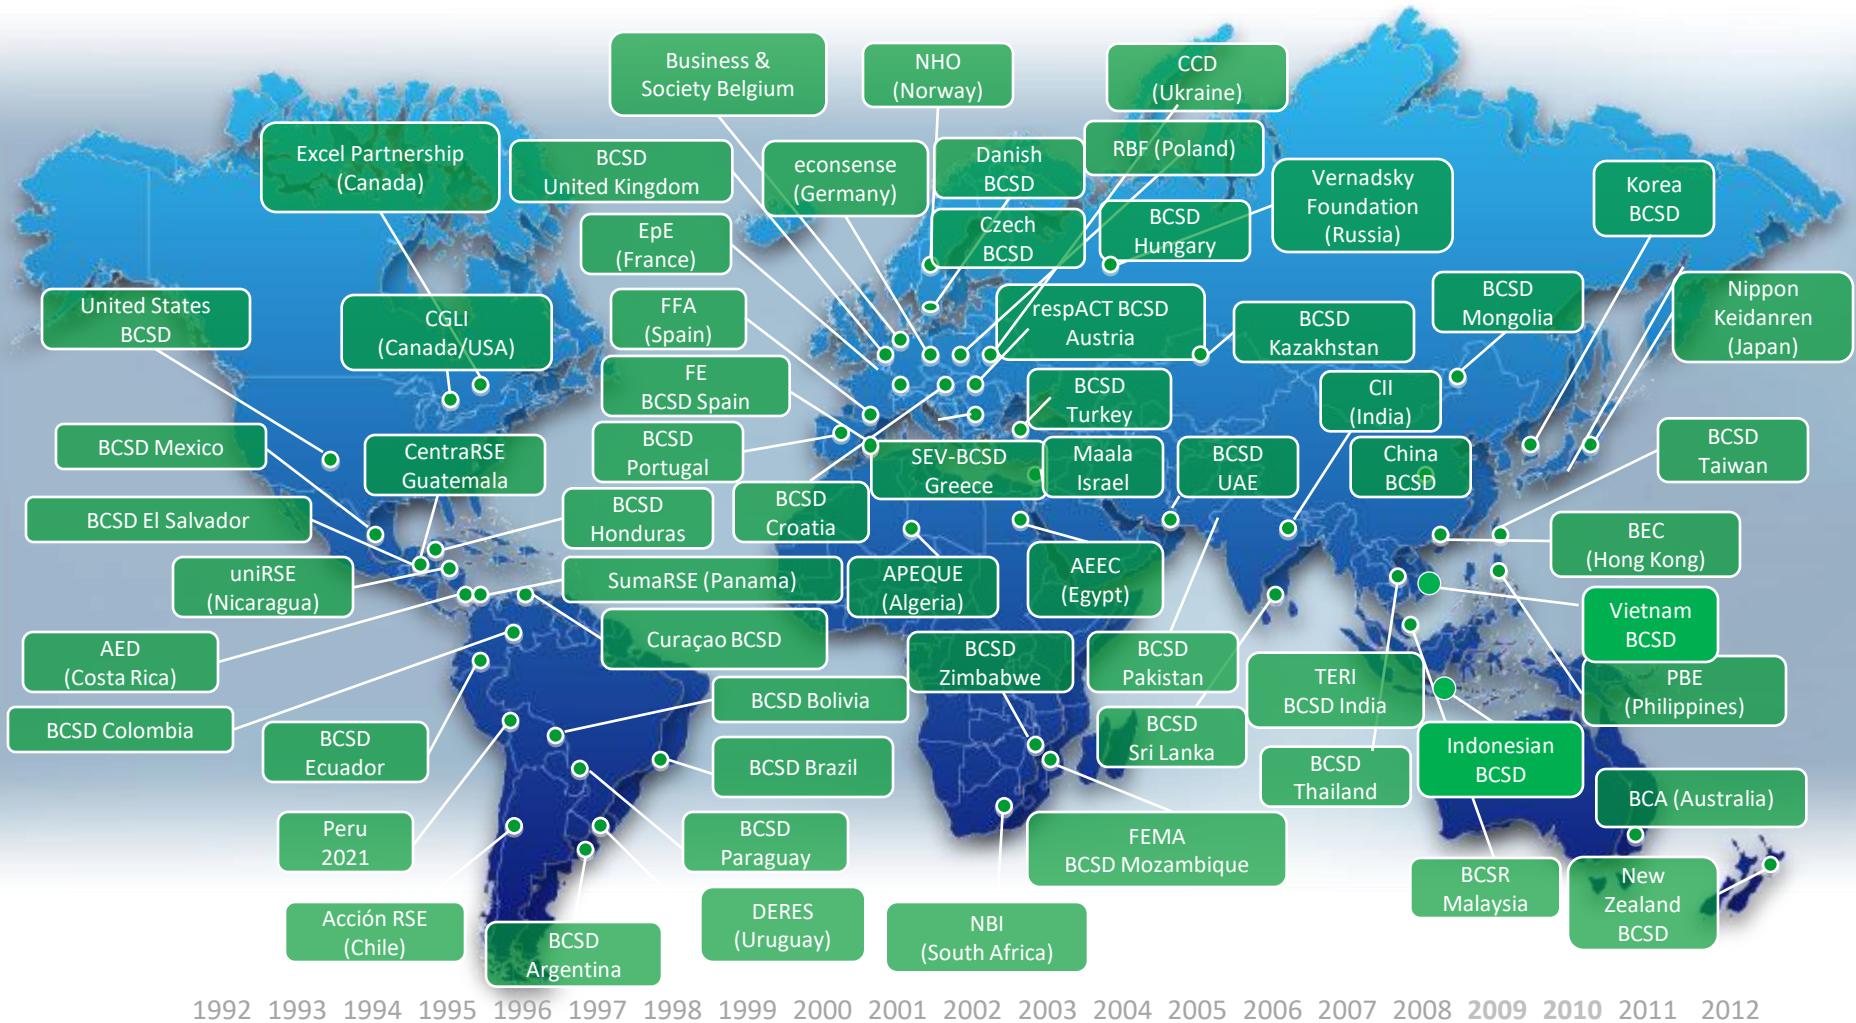 Business &
Society Belgium
NHO
(Norway)
CCD
(Ukraine)
Excel Partnership
(Canada)
BCSD
United Kingdom
econsense
(Germany)
Danish
BCSD
RBF (Poland)
Vernadsky
Foundation
(Russia)
Korea
BCSD
EpE
(France)
Czech
BCSD
BCSD
Hungary
United States
BCSD
CGLI
(Canada/USA)
FFA
(Spain)
respACT BCSD
Austria
BCSD
Kazakhstan
BCSD
Mongolia
Nippon
Keidanren
(Japan)
FE
BCSD Spain
BCSD
Turkey
CII
(India)
BCSD Mexico
CentraRSE
Guatemala
BCSD
Portugal
SEV-BCSD
Greece
Maala
Israel
BCSD
UAE
China
BCSD
BCSD
Taiwan
BCSD El Salvador
BCSD
Honduras
BCSD
Croatia
BEC
(Hong Kong)
uniRSE
(Nicaragua)
SumaRSE (Panama)
APEQUE
(Algeria)
AEEC
(Egypt)
Vietnam
BCSD
AED
(Costa Rica)
Curaçao BCSD
BCSD
Zimbabwe
BCSD
Pakistan
TERI
BCSD India
PBE
(Philippines)
BCSD Colombia
BCSD Bolivia
BCSD
Ecuador
BCSD Brazil
BCSD
Sri Lanka
BCSD
Thailand
Indonesian
BCSD
BCA (Australia)
Peru
2021
BCSD
Paraguay
FEMA
BCSD Mozambique
BCSR
Malaysia
New
Zealand
BCSD
Acción RSE
(Chile)
BCSD
Argentina
DERES
(Uruguay)
NBI
(South Africa)
1992 1993 1994 1995 1996 1997 1998 1999 2000 2001 2002 2003 2004 2005 2006 2007 2008 2009 2010 2011 2012